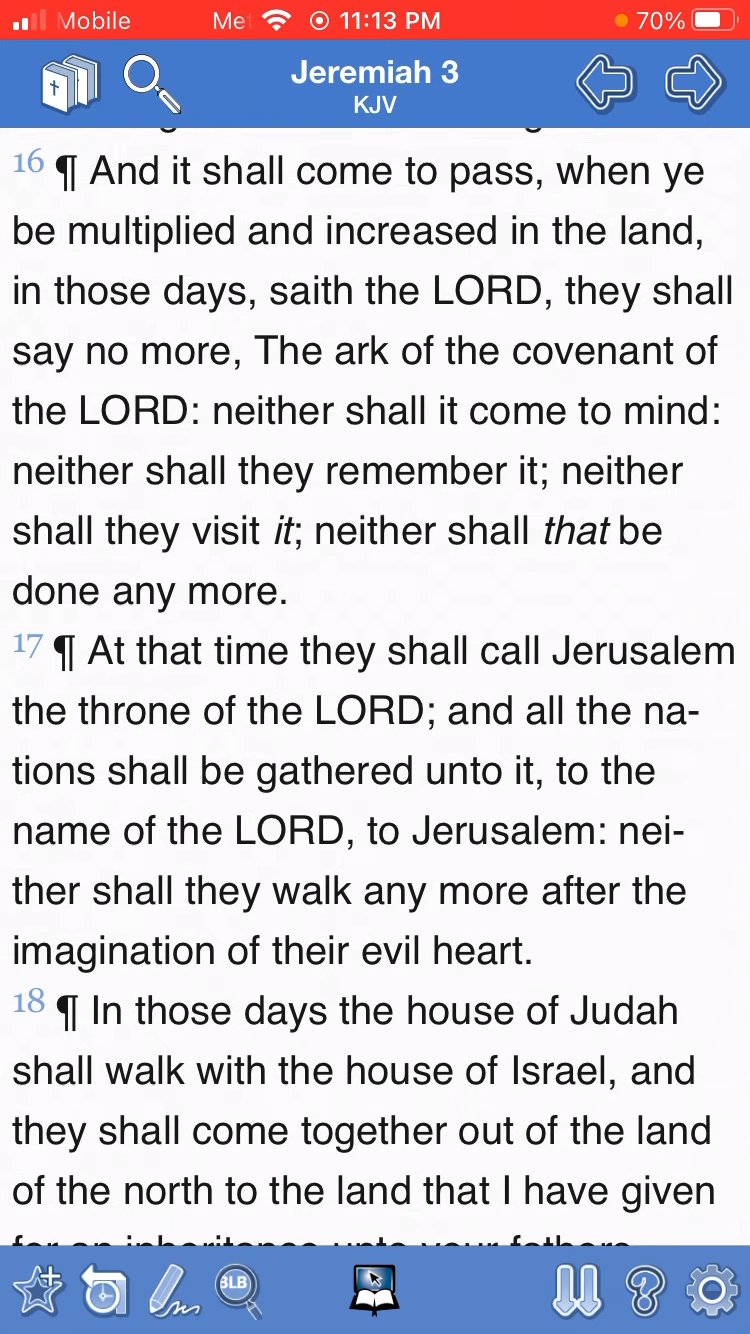 Mobile Me 11:13 PM 70%
Jeremiah 3
KJV
16 ¶ And it shall come to pass, when ye
be multiplied and increased in the land,
in those days, saith the LORD, they shall
say no more, The ark of the covenant of
the LORD: neither shall it come to mind:
neither shall they remember it; neither
shall they visit it; neither shall that be
done any more.
17 ¶ At that time they shall call Jerusalem
the throne of the LORD; and all the na-
tions shall be gathered unto it, to the
name of the LORD, to Jerusalem: nei-
ther shall they walk any more after the
imagination of their evil heart.
18 ¶ In those days the house of Judah
shall walk with the house of Israel, and
they shall come together out of the land
of the north to the land that I have given
for an inheritance unto your fathers
BLB